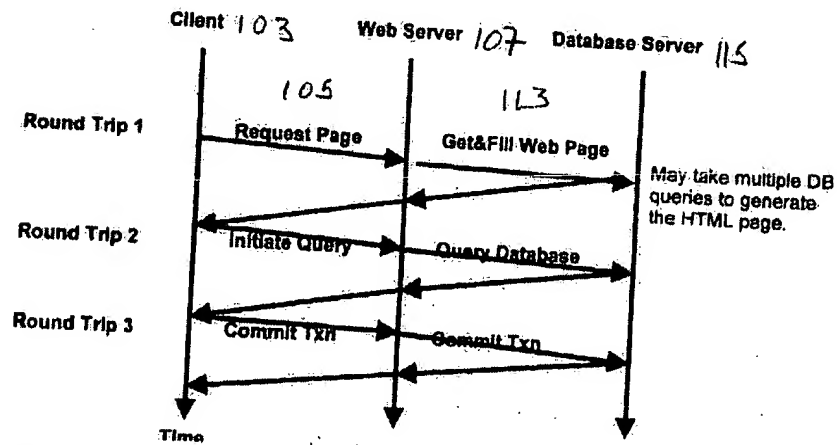 Client 103 Web Server 107 Database Server 115
105 113
Round Trip 1
Request Page Get&Fill Web Page
May take multiple DB
queries to generate
the HTML page.
Round Trip 2
Initiate Query Query Database
Round Trip 3
Commit Txn Commit Txn
Time